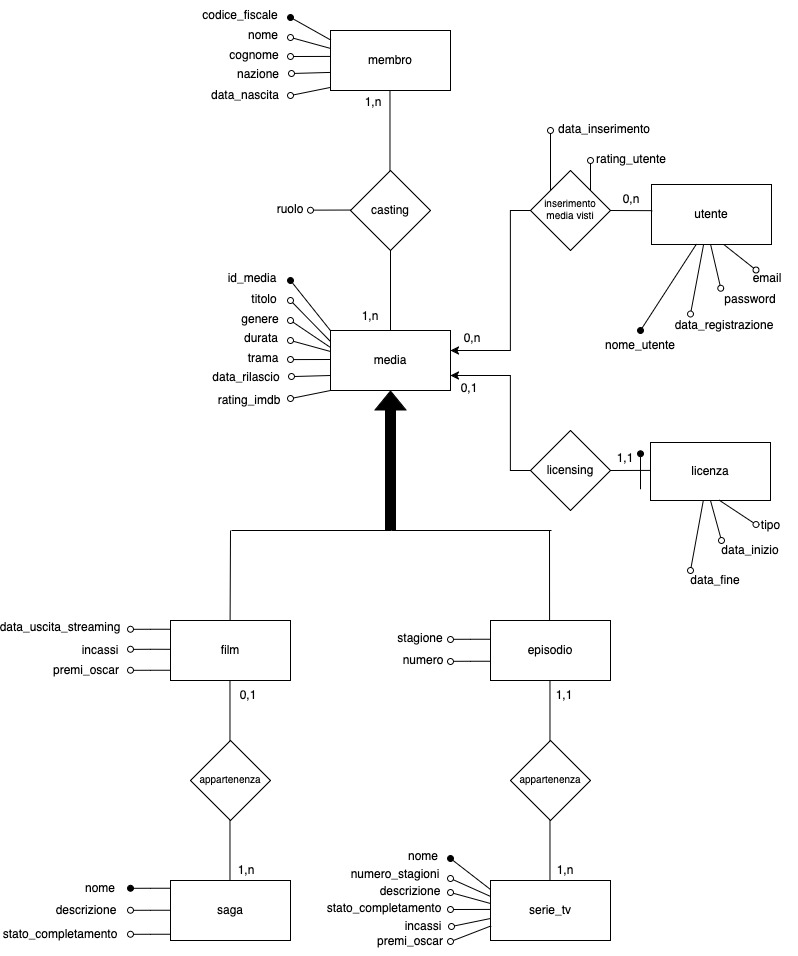 codice_fiscale
nome
cognome
nazione
data_nascita
membro
1,n
data_inserimento
rating_utente
ruolo
casting
inserimento
media visti
0,n
utente
email
password
data_registrazione
nome_utente
id_media
titolo
genere
durata
trama
data_rilascio
rating_imdb
1,n
media
0,n
0,1
licensing
1,1
licenza
tipo
data_inizio
data_fine
data_uscita_streaming
incassi
premi_oscar
film
stagione
numero
episodio
0,1
1,1
appartenenza
appartenenza
1,n
1,n
nome
descrizione
stato_completamento
saga
nome
numero_stagioni
descrizione
stato_completamento
incassi
premi_oscar
serie_tv